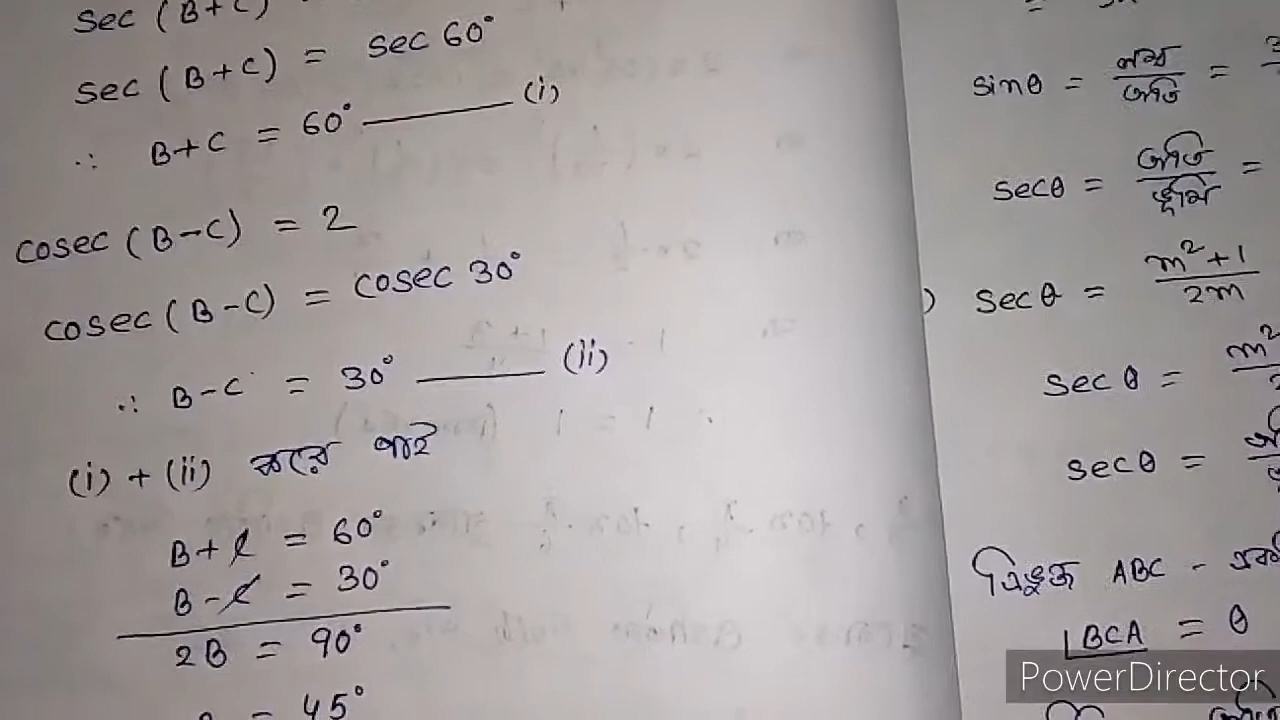 sec (B+C)
sec (B+C) = sec 60°
∴ B+C = 60° ——— (i)
cosec (B-C) = 2
cosec (B-C) = cosec 30°
∴ B-C = 30° ——— (ii)
(i) + (ii) করে পাই
B+C = 60°
B-C = 30°
2B = 90°
= 45°
sinθ = লম্ব/অতি =
secθ = অতি/ভূমি =
) secθ = m²+1/2m
secθ = m²
secθ =
ত্রিভুজ ABC -
∠BCA = θ
PowerDirector